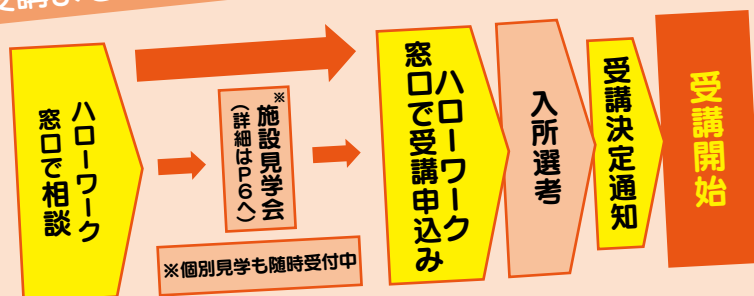 ハローワーク
窓口で相談
※
施設見学会
（詳細はP6へ）
※個別見学も随時受付中
ハローワーク
窓口で受講申込み
入所選考
受講決定通知
受講開始